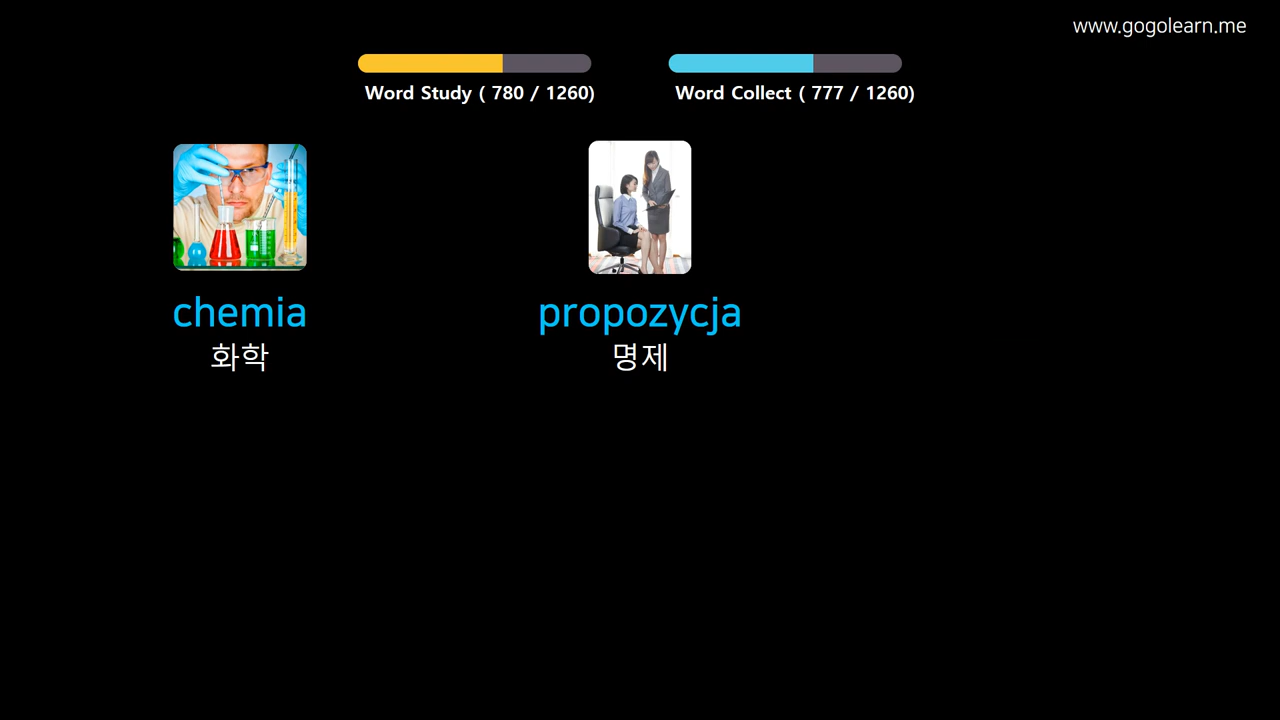 www.gogolearn.me
Word Study ( 780 / 1260)
Word Collect ( 777 / 1260)
chemia
화학
propozycja
명제